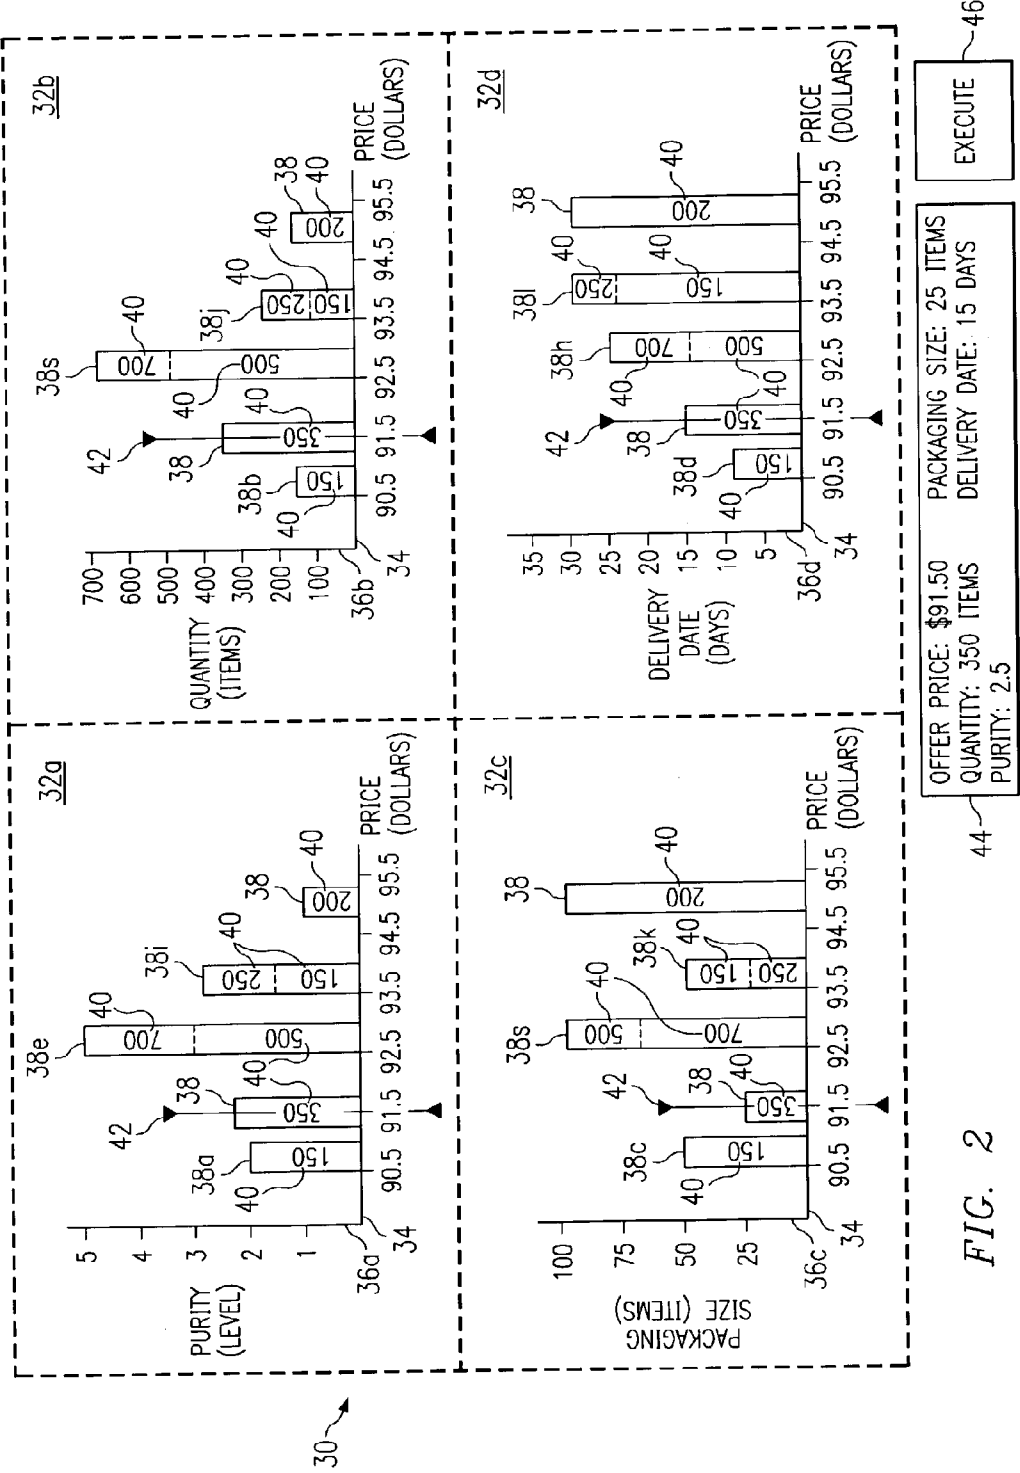 30
32a
PURITY
(LEVEL)
5
4
3
2
1
36a
34
90.5
91.5
92.5
93.5
94.5
95.5
PRICE
(DOLLARS)
38a
40
150
42
38
40
350
38e
40
700
500
40
38i
40
250
150
38
40
200
32b
QUANTITY
(ITEMS)
700
600
500
400
300
200
100
36b
34
90.5
91.5
92.5
93.5
94.5
95.5
PRICE
(DOLLARS)
38b
40
150
42
38
40
350
38s
40
700
500
40
38j
40
250
150
40
38
40
200
32c
PACKAGING
SIZE (ITEMS)
100
75
50
25
36c
34
90.5
91.5
92.5
93.5
94.5
95.5
PRICE
(DOLLARS)
38c
40
150
42
38
40
350
38s
40
500
700
38k
40
150
250
38
40
200
32d
DELIVERY
DATE
(DAYS)
35
30
25
20
15
10
5
36d
34
90.5
91.5
92.5
93.5
94.5
95.5
PRICE
(DOLLARS)
38d
40
150
42
38
40
350
38h
40
700
500
38l
40
250
150
40
38
40
200
44
OFFER PRICE: $91.50 PACKAGING SIZE: 25 ITEMS
QUANTITY: 350 ITEMS DELIVERY DATE: 15 DAYS
PURITY: 2.5
EXECUTE
46
FIG. 2